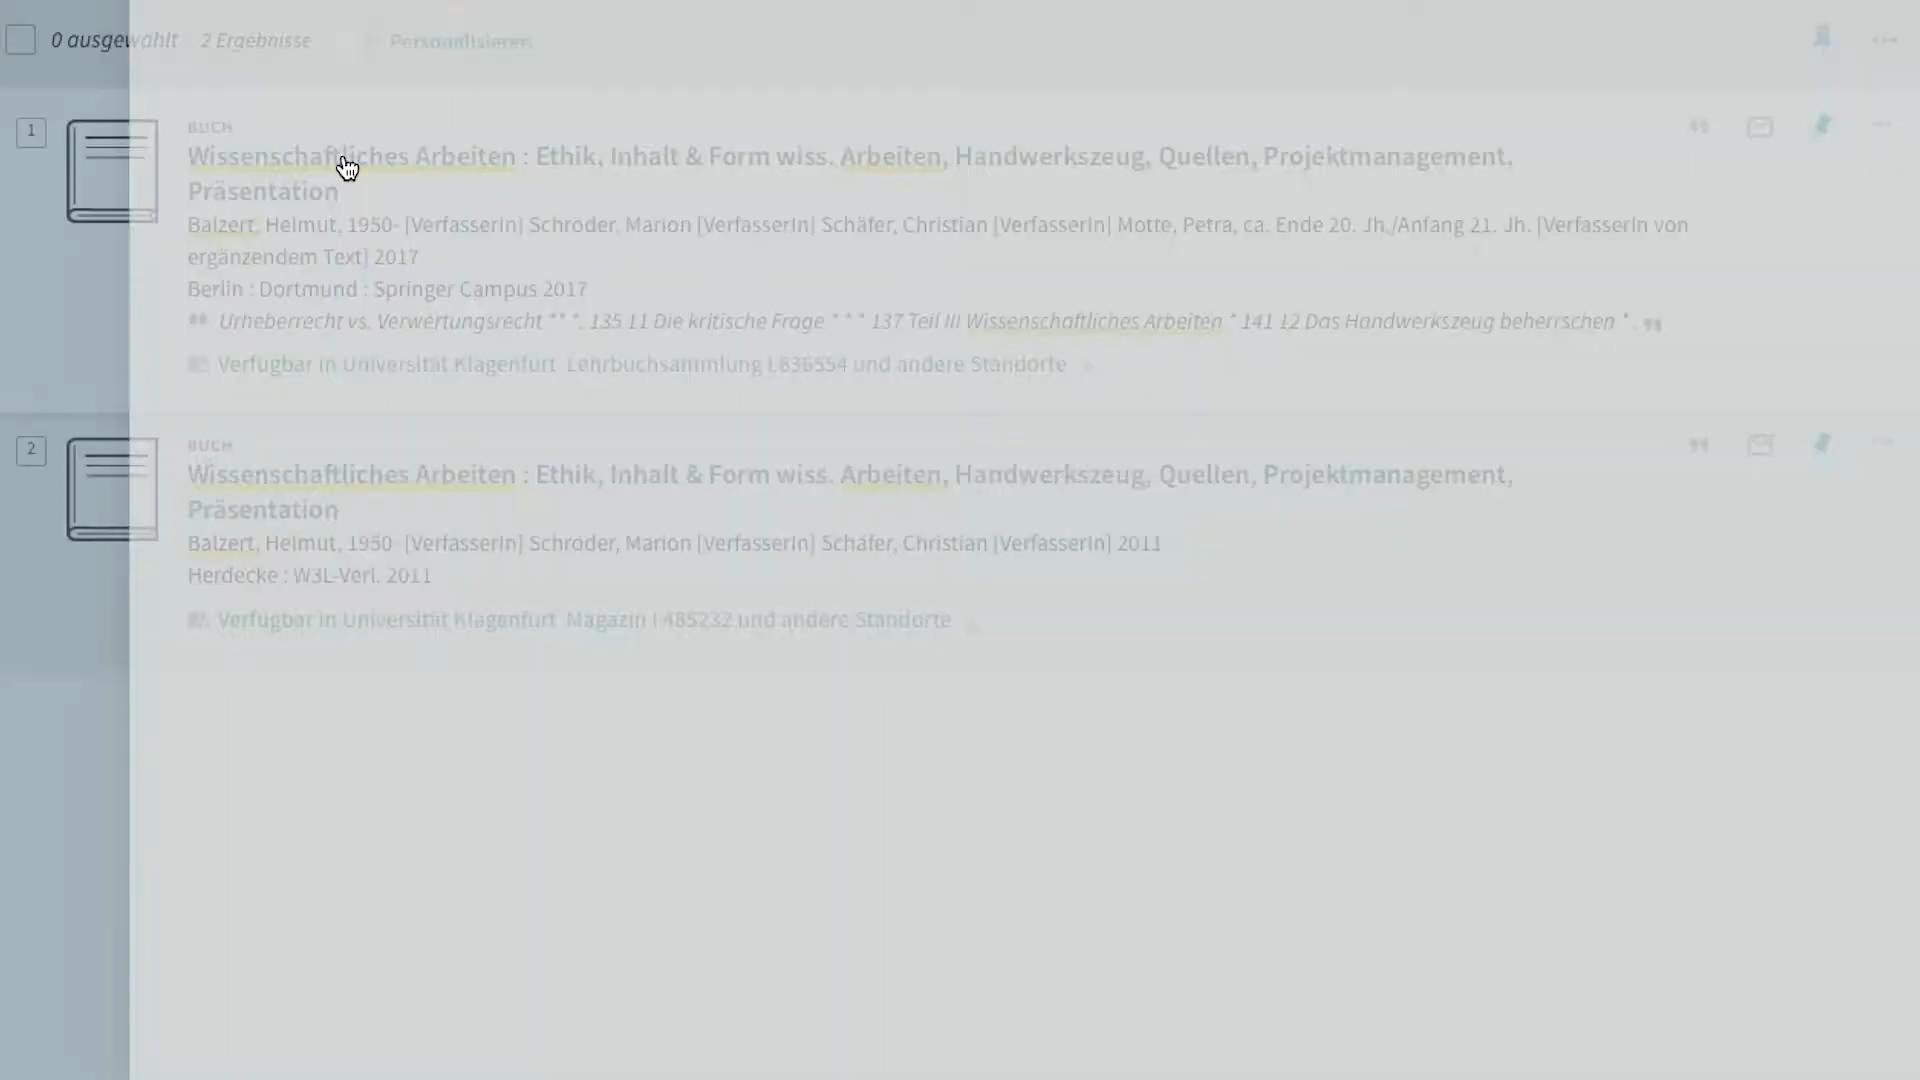 0 ausgewählt 2 Ergebnisse Personalisieren
1
BUCH
Wissenschaftliches Arbeiten : Ethik, Inhalt & Form wiss. Arbeiten, Handwerkszeug, Quellen, Projektmanagement,
Präsentation
Balzert, Helmut, 1950- [VerfasserIn] Schröder, Marion [VerfasserIn] Schäfer, Christian [VerfasserIn] Motte, Petra, ca. Ende 20. Jh./Anfang 21. Jh. [VerfasserIn von
ergänzendem Text] 2017
Berlin : Dortmund : Springer Campus 2017
Urheberrecht vs. Verwertungsrecht * * *. 135 11 Die kritische Frage * * * 137 Teil III Wissenschaftliches Arbeiten * 141 12 Das Handwerkszeug beherrschen * .
Verfügbar in Universität Klagenfurt Lehrbuchsammlung L836554 und andere Standorte
2
BUCH
Wissenschaftliches Arbeiten : Ethik, Inhalt & Form wiss. Arbeiten, Handwerkszeug, Quellen, Projektmanagement,
Präsentation
Balzert, Helmut, 1950- [VerfasserIn] Schröder, Marion [VerfasserIn] Schäfer, Christian [VerfasserIn] 2011
Herdecke : W3L-Verl. 2011
Verfügbar in Universität Klagenfurt Magazin I 485232 und andere Standorte